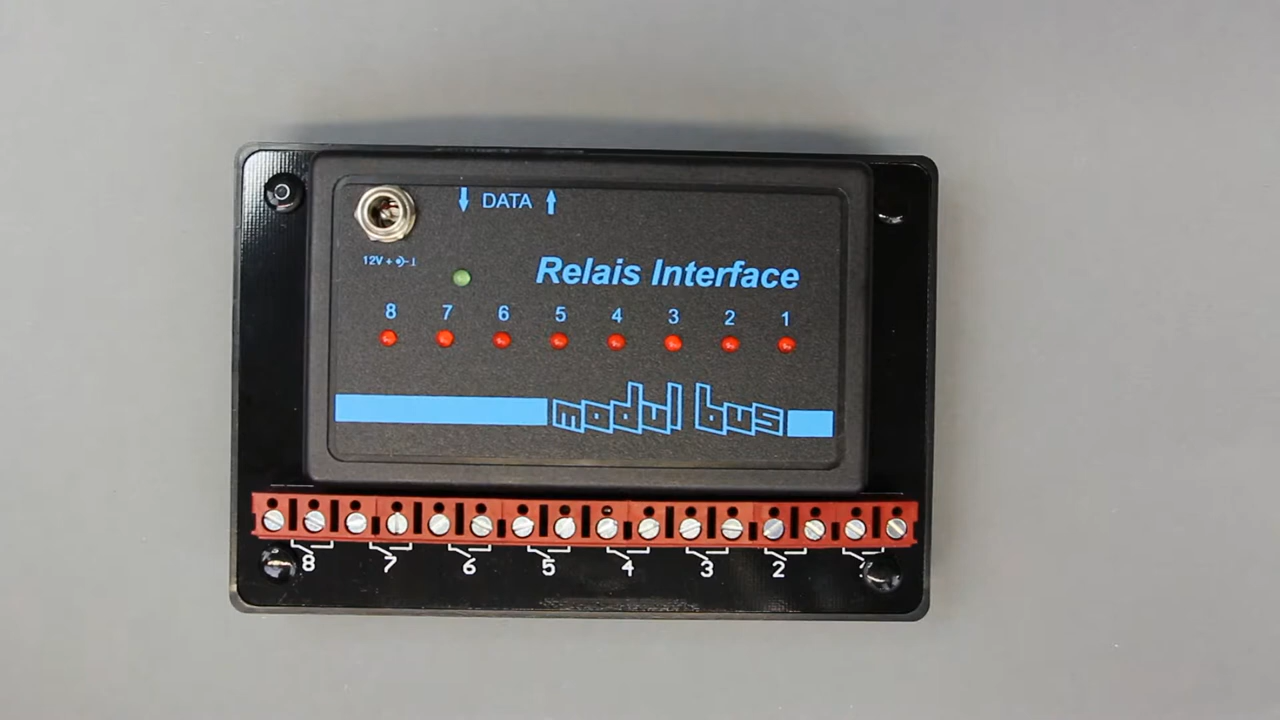 ↓ DATA ↑
12V +
Relais Interface
8 7 6 5 4 3 2 1
modul bus
8 7 6 5 4 3 2